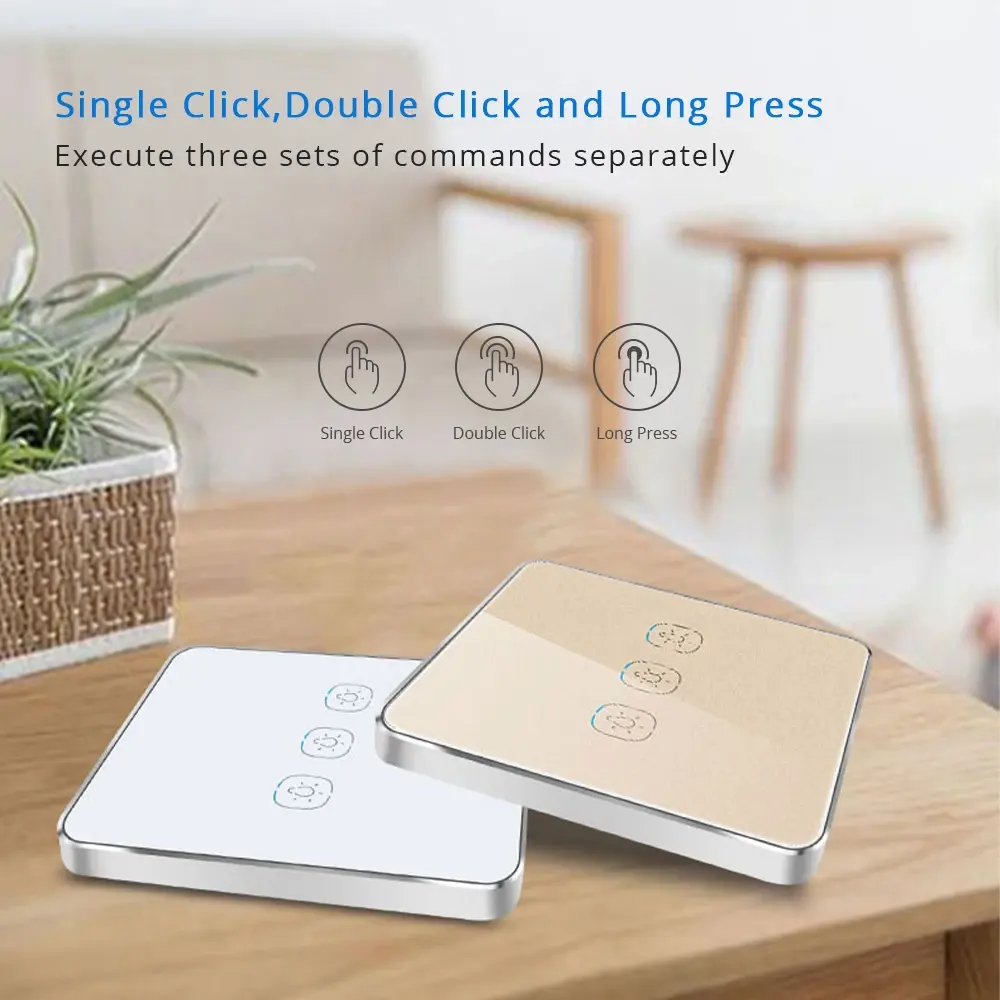 Single Click,Double Click and Long Press
Execute three sets of commands separately
Single Click
Double Click
Long Press